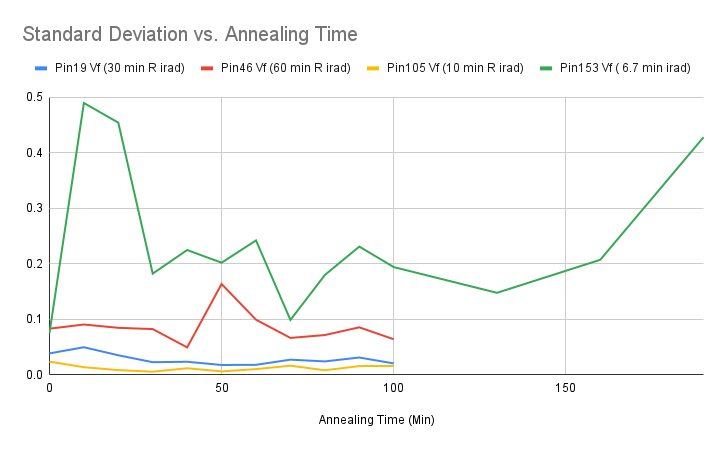 Standard Deviation vs. Annealing Time
Pin19 Vf (30 min R irad) Pin46 Vf (60 min R irad) Pin105 Vf (10 min R irad) Pin153 Vf ( 6.7 min irad)
0.5
0.4
0.3
0.2
0.1
0.0
0 50 100 150
Annealing Time (Min)